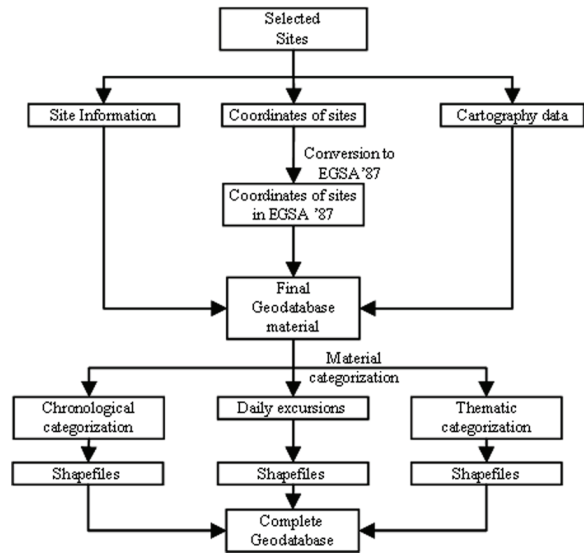 Selected
Sites
Site Information
Coordinates of sites
Cartography data
Conversion to
EGSA '87
Coordinates of sites
in EGSA '87
Final
Geodatabase
material
Material
categorization
Chronological
categorization
Daily excursions
Thematic
categorization
Shapefiles
Shapefiles
Shapefiles
Complete
Geodatabase